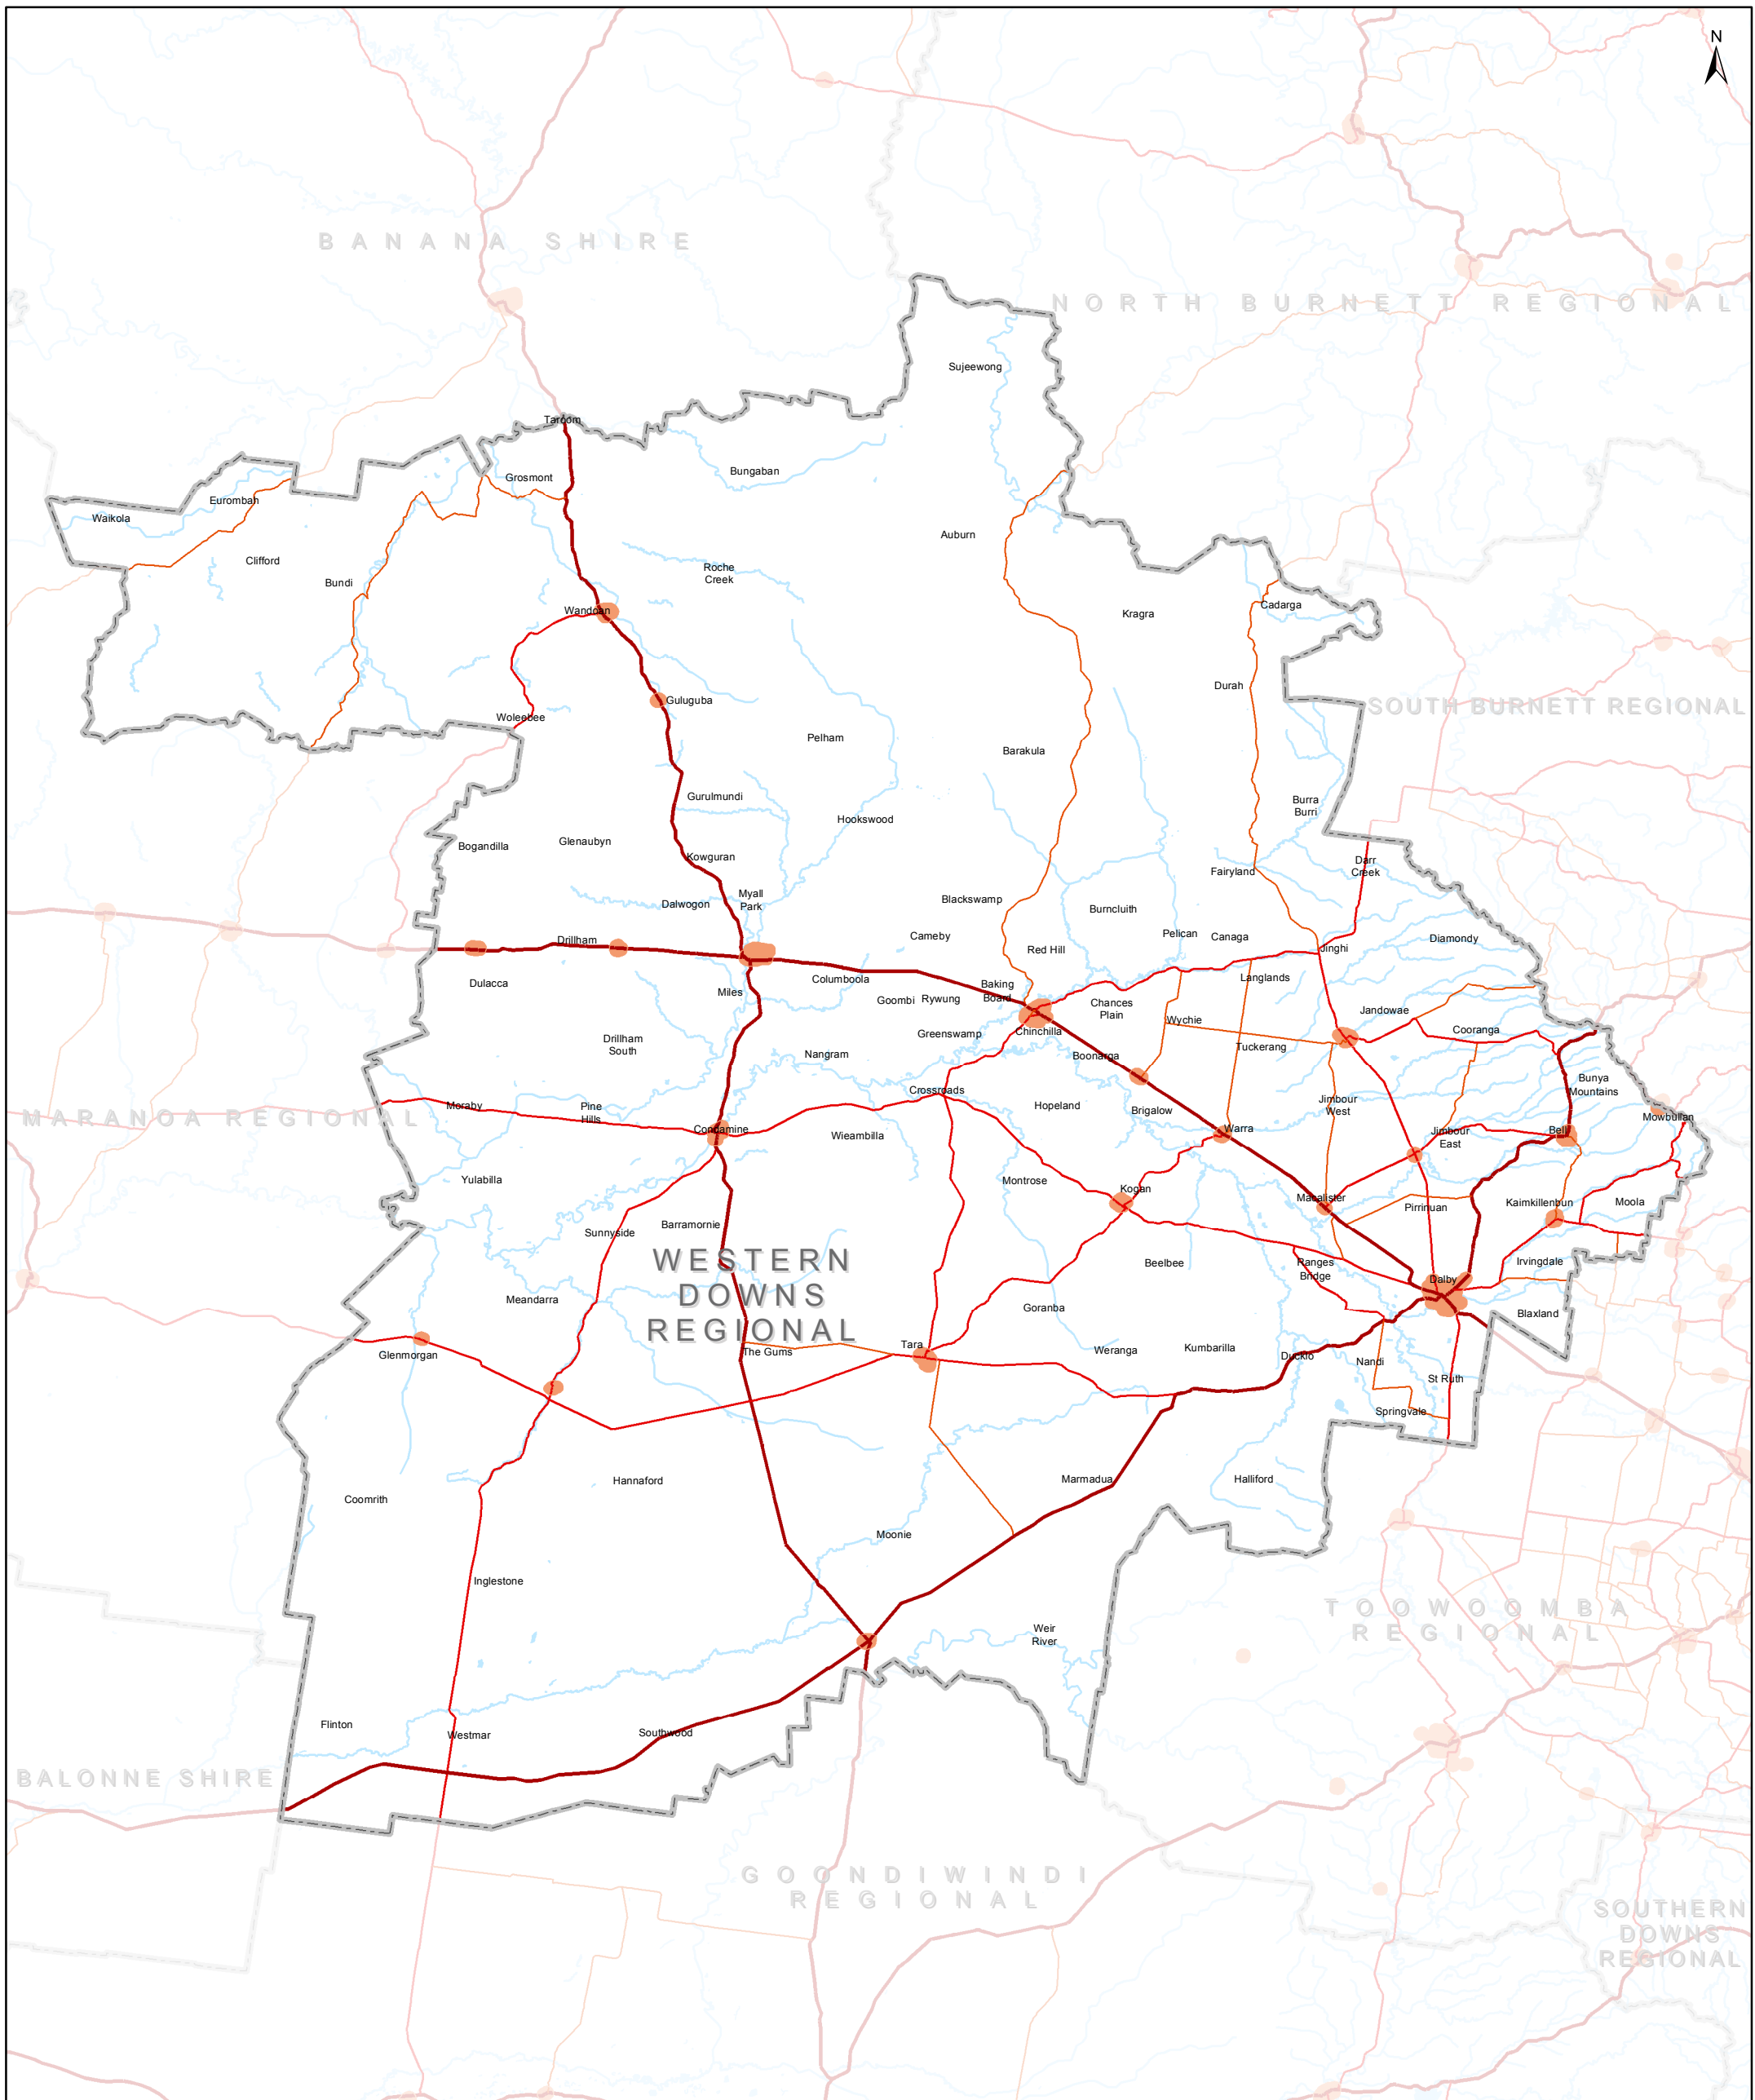 N
BANANA SHIRE
NORTH BURNETT REGIONAL
Sujeewong
Taroom
Bungaban
Grosmont
Eurombah
Waikola
Auburn
Clifford
Roche
Creek
Bundi
Cadarga
Wandoan
Kragra
Durah
Guluguba
SOUTH BURNETT REGIONAL
Woleebee
Pelham
Barakula
Gurulmundi
Burra
Burri
Hookswood
Glenaubyn
Bogandilla
Kowguran
Darr
Creek
Fairyland
Myall
Park
Blackswamp
Dalwogon
Burncluith
Pelican
Canaga
Cameby
Diamondy
Drillham
Jinghi
Red Hill
Langlands
Columboola
Dulacca
Baking
Board
Miles
Goombi
Rywung
Chances
Plain
Jandowae
Wychie
Cooranga
Chinchilla
Greenswamp
Drillham
South
Tuckerang
Nangram
Boonarga
Bunya
Mountains
Crossroads
Jimbour
West
Moraby
Pine
Hills
Hopeland
Brigalow
MARANOA REGIONAL
Mowbullan
Condamine
Warra
Bell
Jimbour
East
Wieambilla
Yulabilla
Montrose
Kogan
Macalister
Kaimkillenbun
Moola
Pirrinuan
Barramornie
Sunnyside
WESTERN
DOWNS
REGIONAL
Beelbee
Ranges
Bridge
Irvingdale
Dalby
Meandarra
Goranba
Blaxland
Tara
Kumbarilla
The Gums
Weranga
Glenmorgan
Ducklo
Nandi
St Ruth
Springvale
Hannaford
Marmadua
Halliford
Coomrith
Moonie
Inglestone
TOOWOOMBA
REGIONAL
Weir
River
Flinton
Southwood
Westmar
BALONNE SHIRE
GOONDIWINDI
REGIONAL
SOUTHERN
DOWNS
REGIONAL